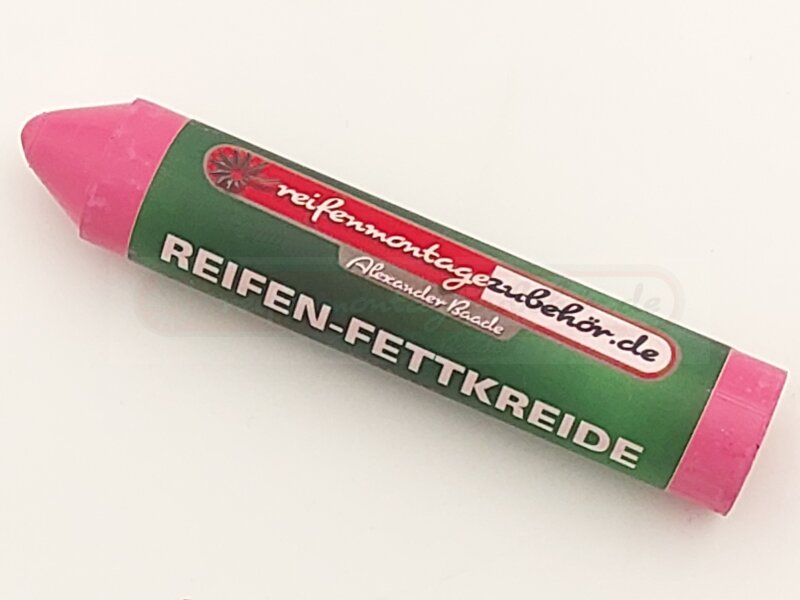 reifenmontagezubehör.de
Alexander Baade
REIFEN-FETTKREIDE